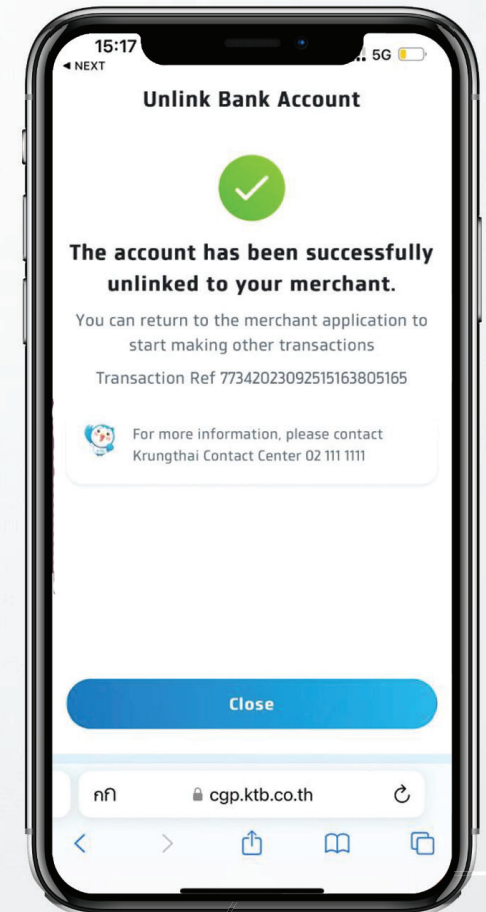 15:17
5G
◀ NEXT
Unlink Bank Account
The account has been successfully
unlinked to your merchant.
You can return to the merchant application to
start making other transactions
Transaction Ref 77342023092515163805165
For more information, please contact
Krungthai Contact Center 02 111 1111
Close
กกิ
cgp.ktb.co.th